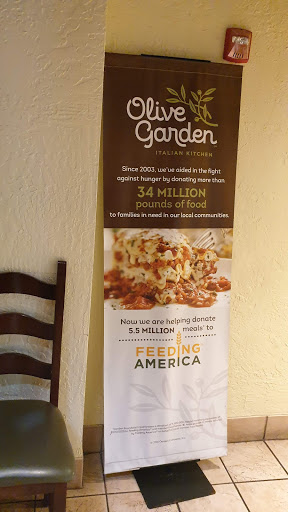 Olive
Garden
ITALIAN KITCHEN
Since 2003, we've aided in the fight
against hunger by donating more than
34 MILLION
pounds of food
to families in need in our local communities.
Now we are helping donate
5.5 MILLION meals* to
FEEDING
AMERICA